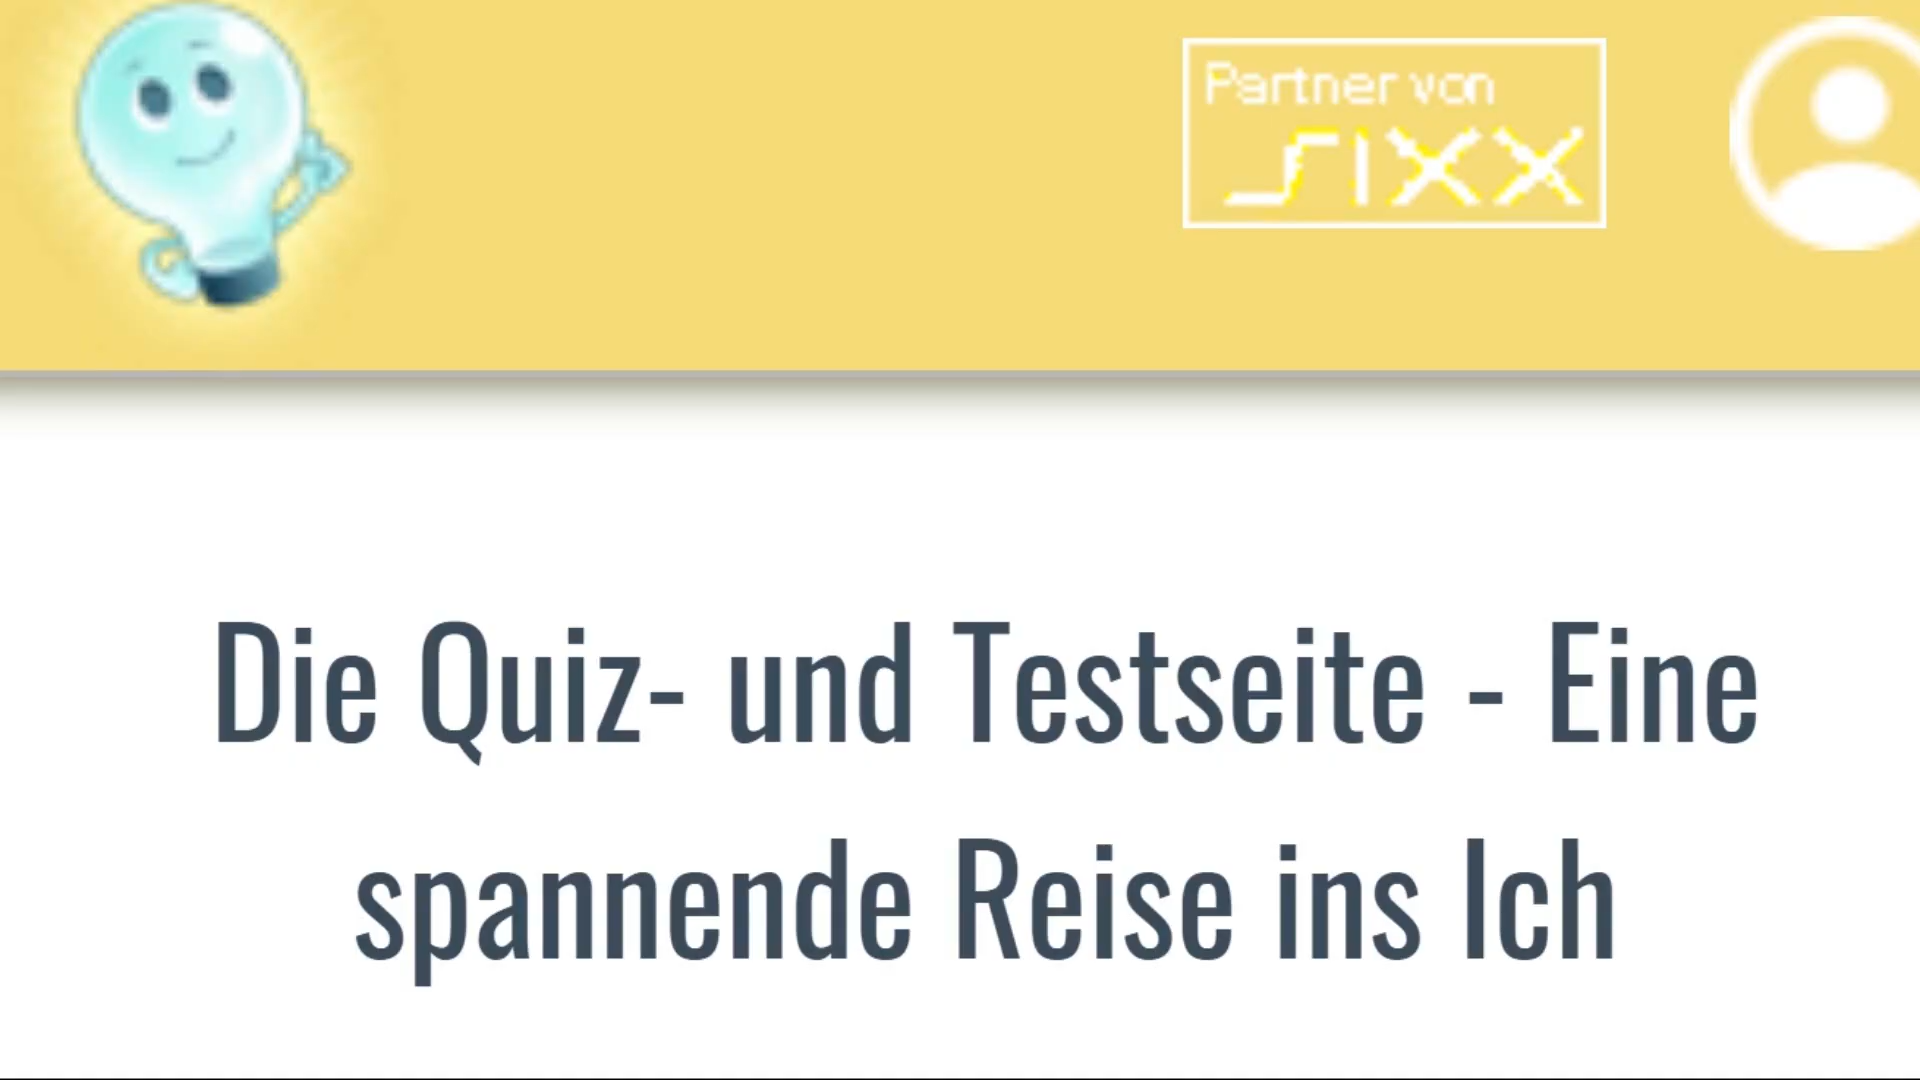 Partner von
sixx
Die Quiz- und Testseite - Eine
spannende Reise ins Ich